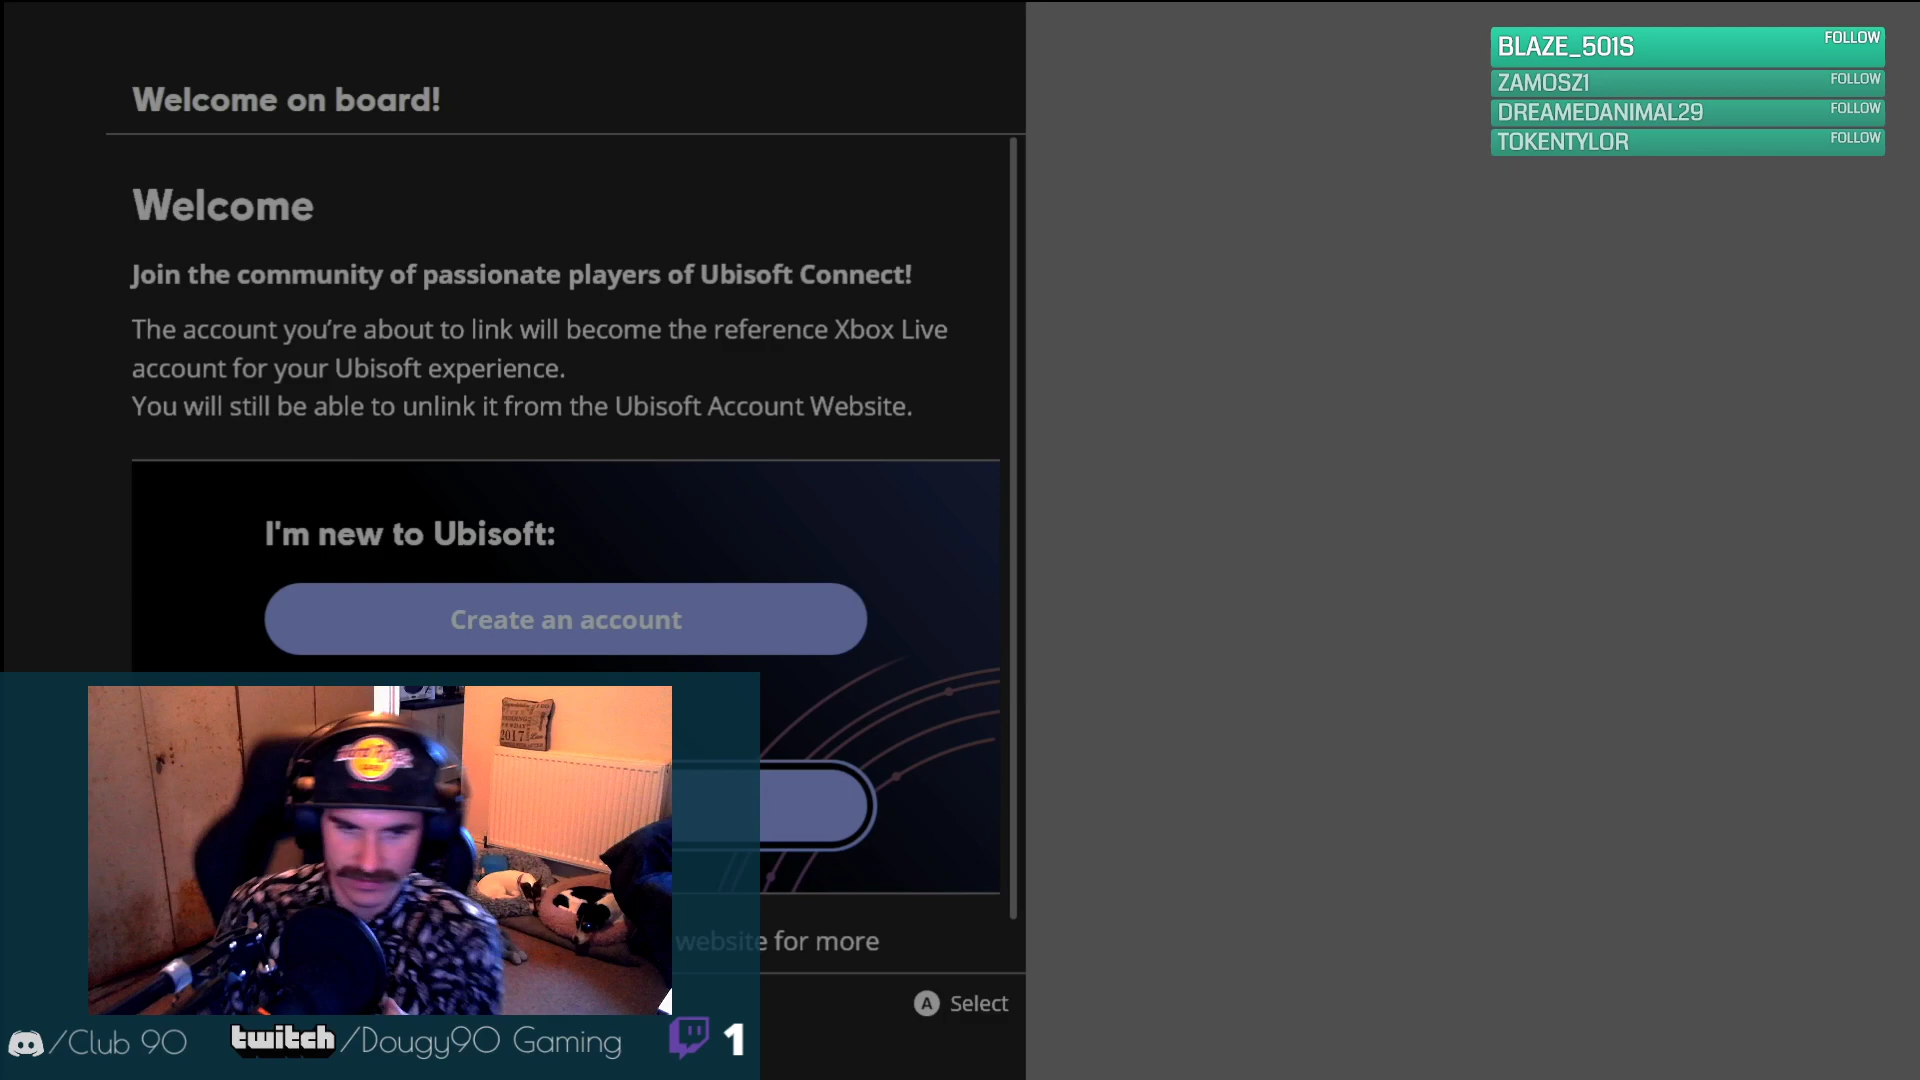 Welcome on board!
Welcome
Join the community of passionate players of Ubisoft Connect!
The account you're about to link will become the reference Xbox Live
account for your Ubisoft experience.
You will still be able to unlink it from the Ubisoft Account Website.
I'm new to Ubisoft:
Create an account
website for more
A Select
BLAZE_501S FOLLOW
ZAMOSZ1 FOLLOW
DREAMEDANIMAL29 FOLLOW
TOKENTYLOR FOLLOW
2017
/Club 90
twitch/Dougy90 Gaming
1